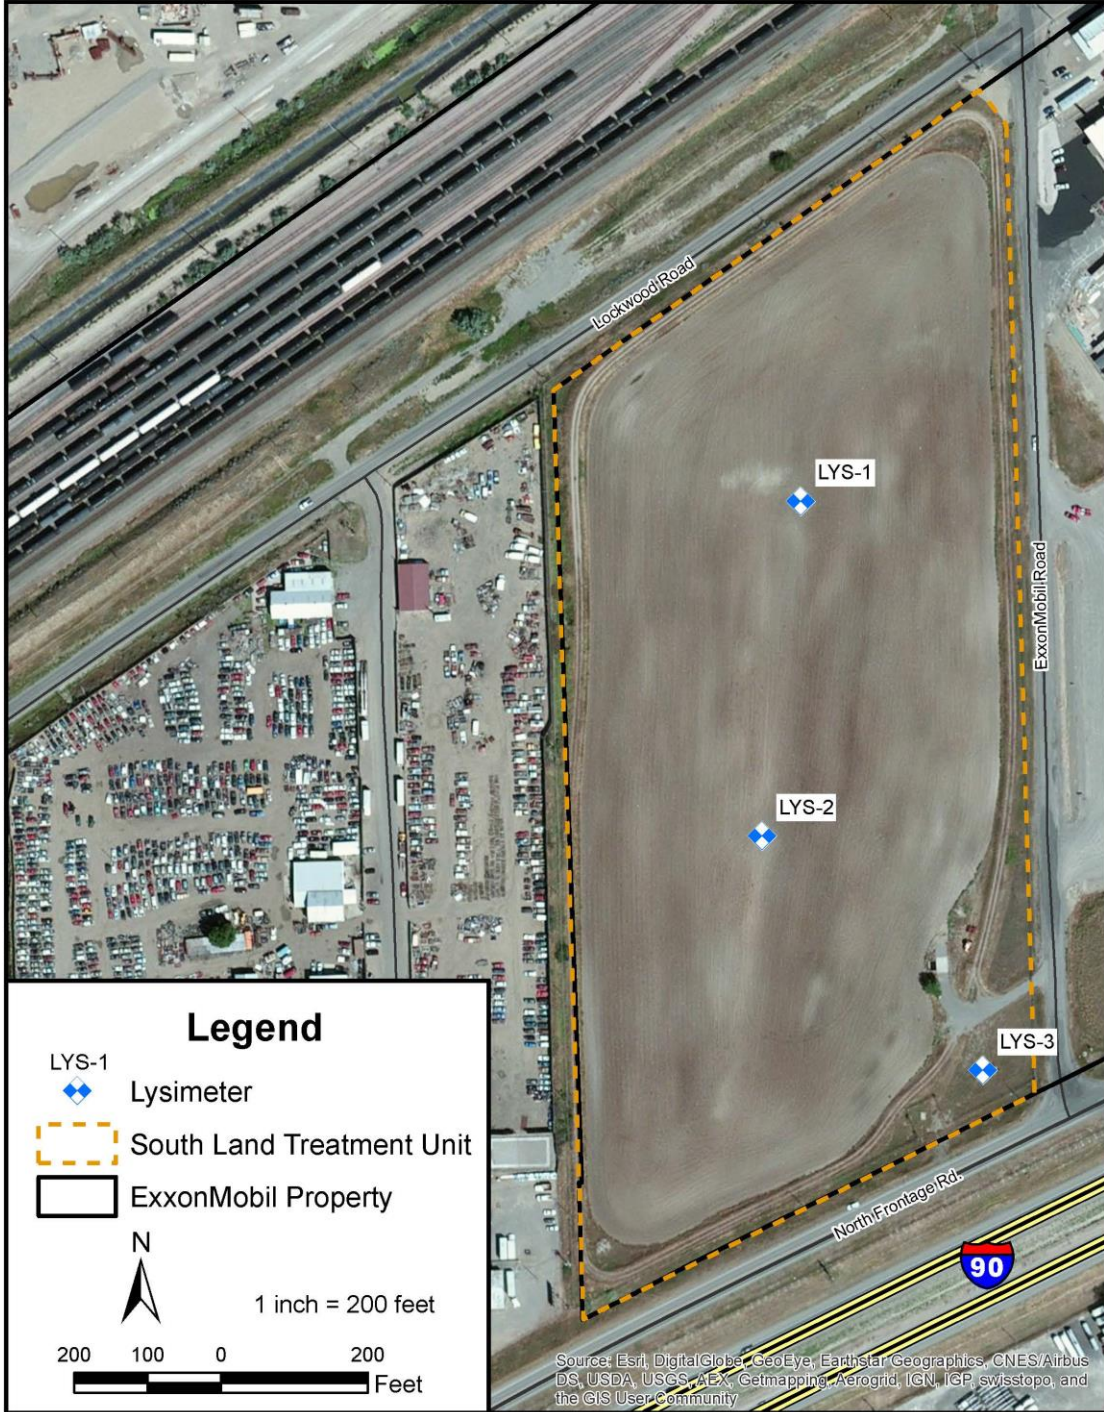 Lockwood Road
LYS-1
ExxonMobil Road
LYS-2
LYS-3
North Frontage Rd.
90
Legend
LYS-1
Lysimeter
South Land Treatment Unit
ExxonMobil Property
N
1 inch = 200 feet
200 100 0 200
Feet
Source: Esri, DigitalGlobe, GeoEye, Earthstar Geographics, CNES/Airbus
DS, USDA, USGS, AEX, Getmapping, Aerogrid, IGN, IGP, swisstopo, and
the GIS User Community